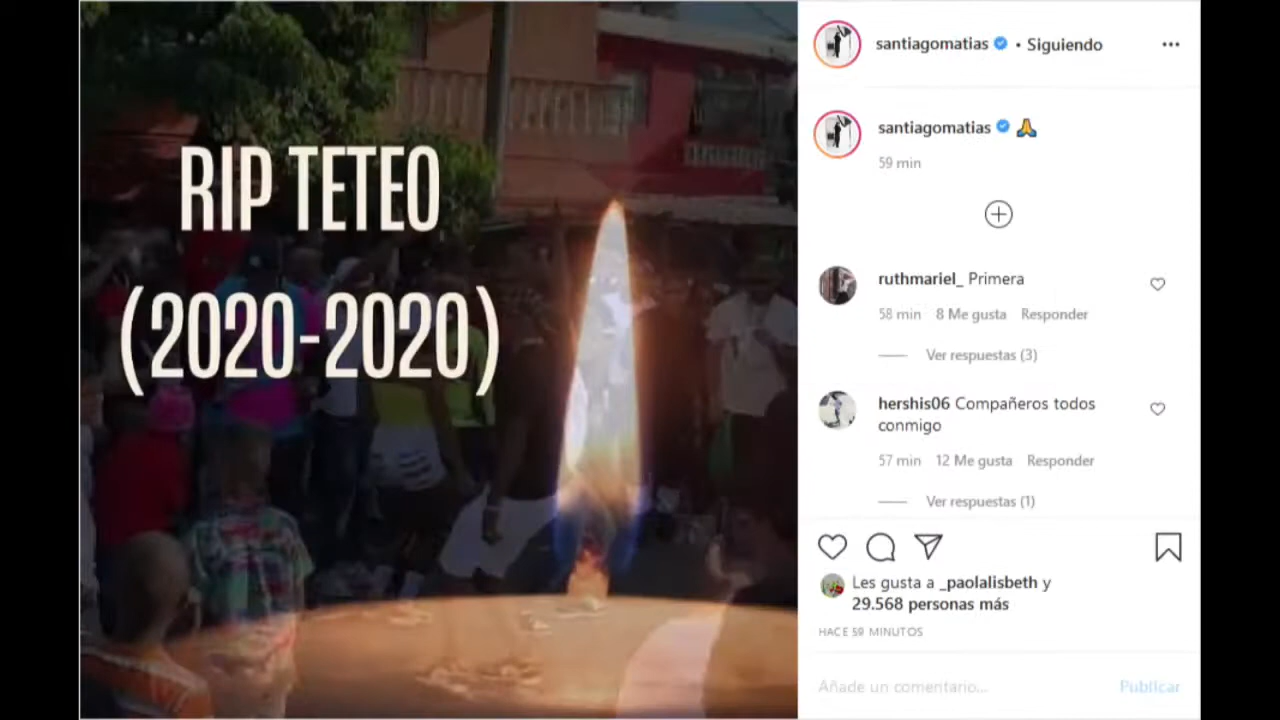 RIP TETEO
(2020-2020)
santiagomatias • Siguiendo
santiagomatias 🙏
59 min
ruthmariel_ Primera
58 min 8 Me gusta Responder
Ver respuestas (3)
hershis06 Compañeros todos
conmigo
57 min 12 Me gusta Responder
Ver respuestas (1)
Les gusta a _paolalisbeth y
29.568 personas más
HACE 59 MINUTOS
Añade un comentario...
Publicar